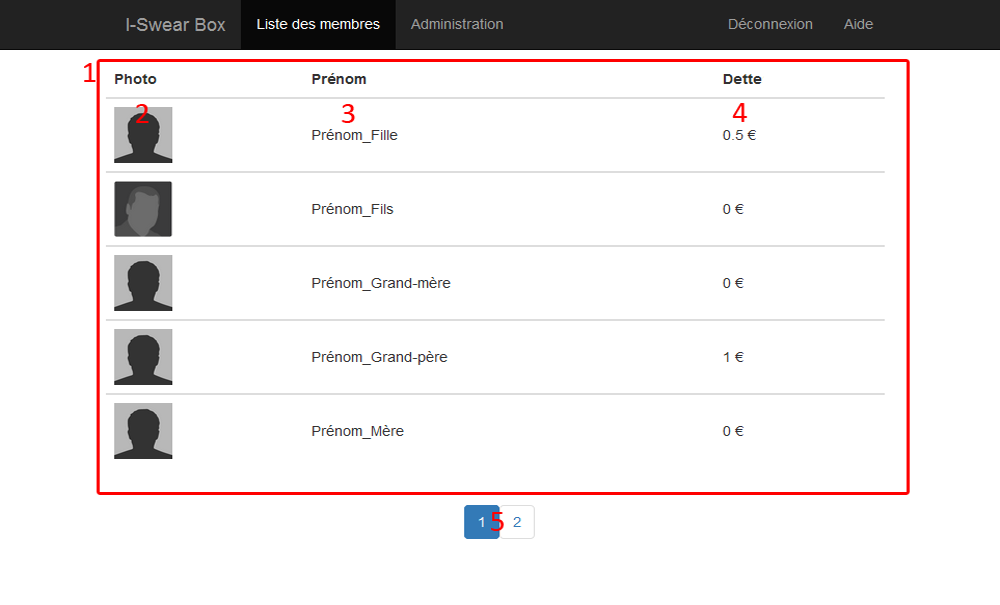 I-Swear Box Liste des membres Administration Déconnexion Aide
1 Photo Prénom Dette
2 3 4
Prénom_Fille 0.5 €
Prénom_Fils 0 €
Prénom_Grand-mère 0 €
Prénom_Grand-père 1 €
Prénom_Mère 0 €
1 5 2